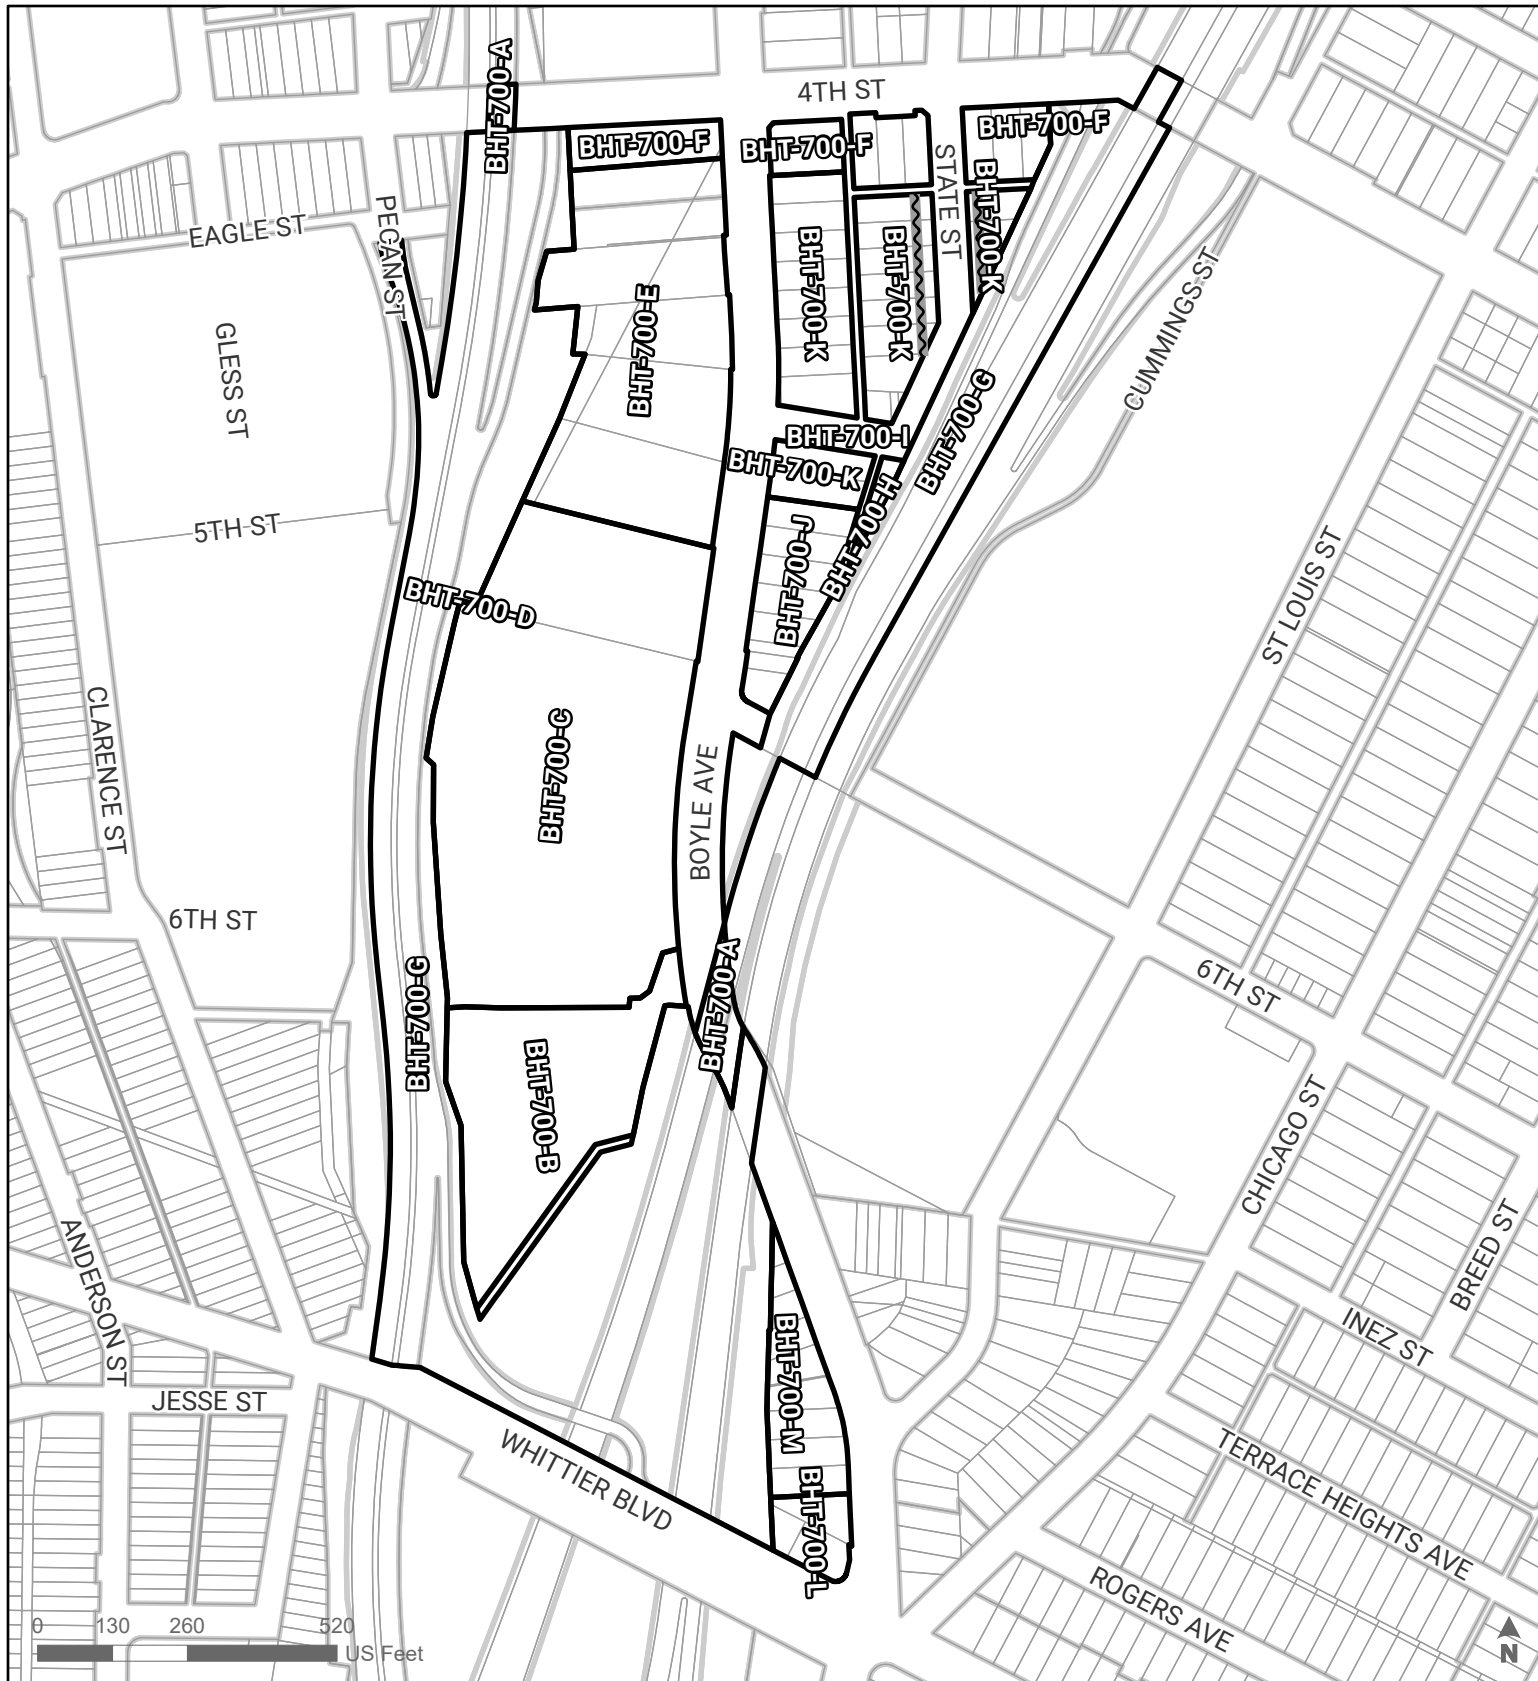 BHT-700-A
4TH ST
BHT-700-F
BHT-700-F
BHT-700-F
STATE ST
BHT-700-K
EAGLE ST
PECAN ST
BHT-700-K
BHT-700-K
CUMMINGS ST
GLESS ST
BHT-700-E
BHT-700-G
BHT-700-I
BHT-700-K
BHT-700-H
5TH ST
BHT-700-J
BHT-700-D
ST LOUIS ST
CLARENCE ST
BHT-700-C
BOYLE AVE
6TH ST
BHT-700-G
BHT-700-A
6TH ST
BHT-700-B
CHICAGO ST
ANDERSON ST
BREED ST
INEZ ST
JESSE ST
BHT-700-M
WHITTIER BLVD
TERRACE HEIGHTS AVE
BHT-700-L
ROGERS AVE
0 130 260 520
US Feet
N